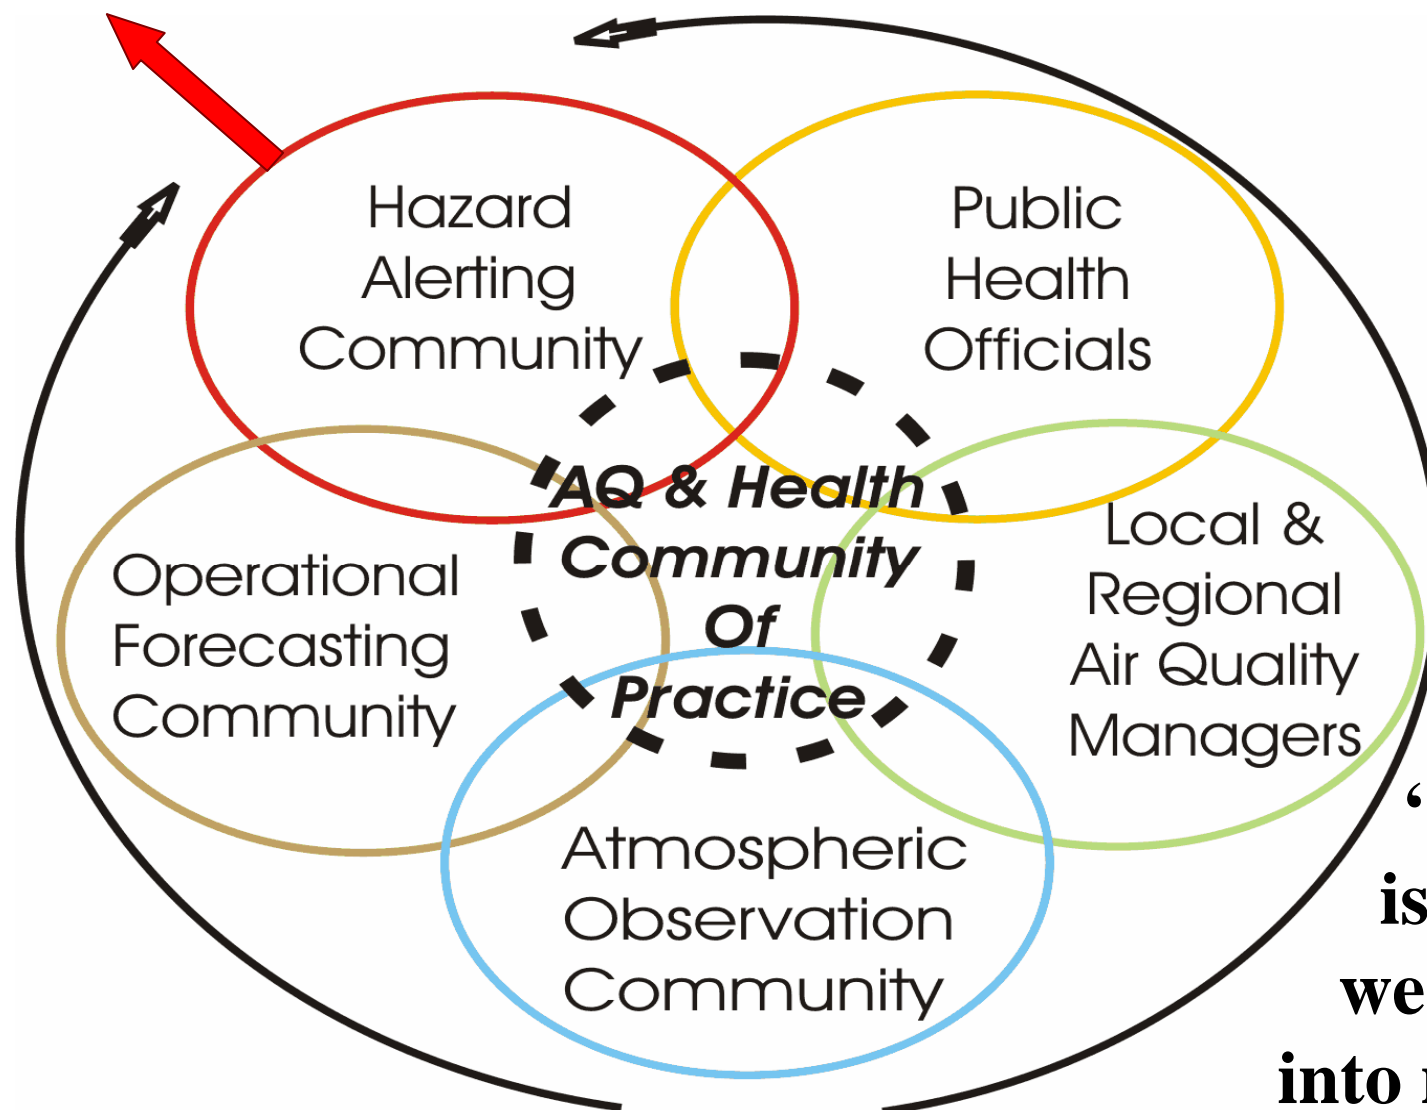 Hazard
Alerting
Community
Public
Health
Officials
AQ & Health
Community
Of
Practice
Operational
Forecasting
Community
Local &
Regional
Air Quality
Managers
Atmospheric
Observation
Community
‘
is
we
into